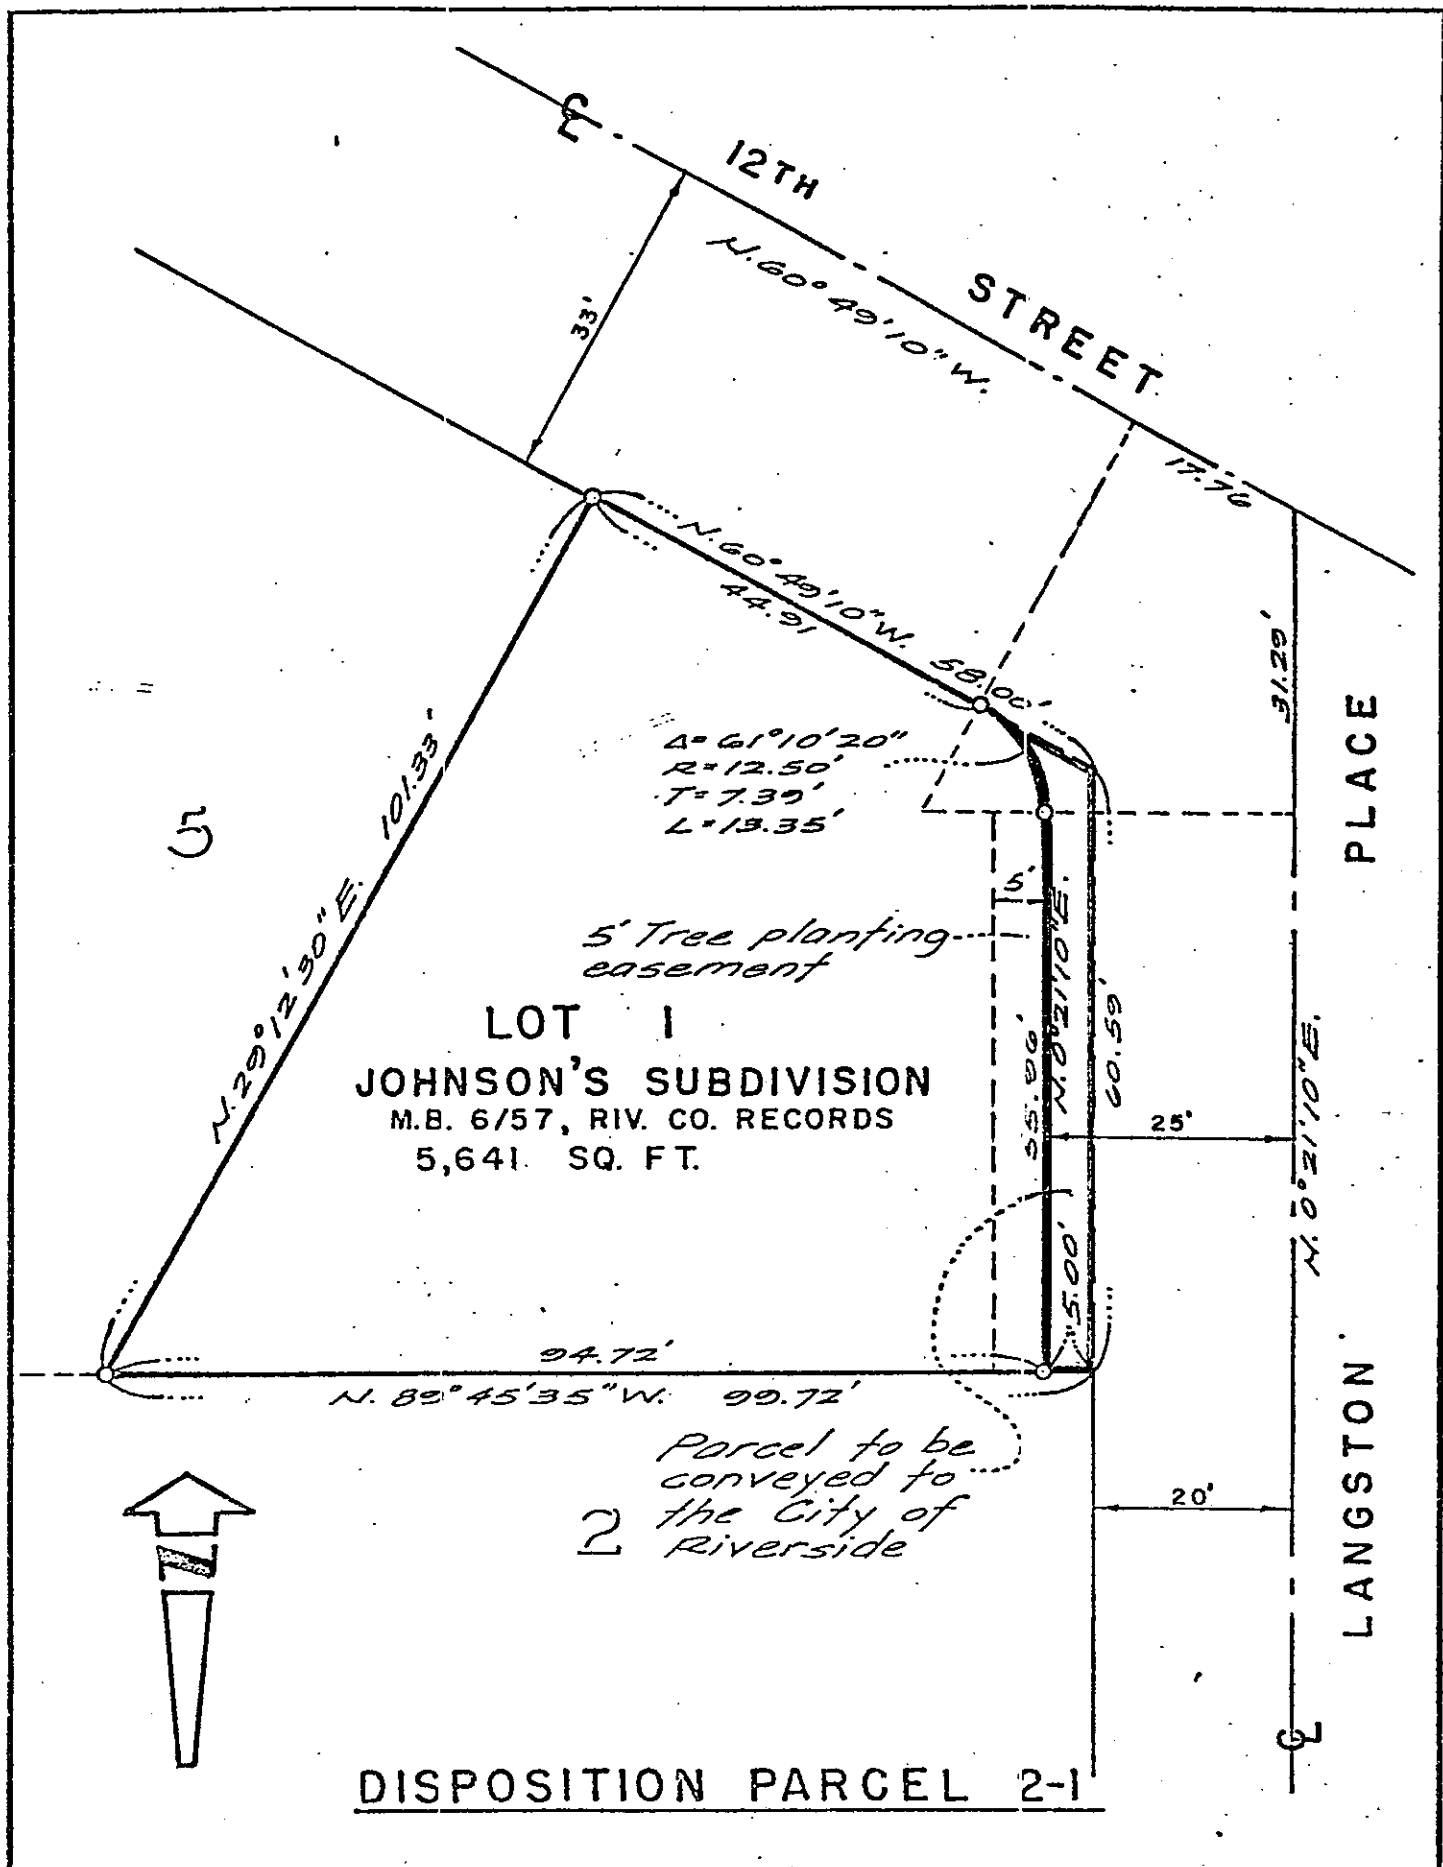 ℄
12TH
STREET
N.60°49'10"W.
33'
17.76
N.60°49'10"W.
44.91
58.00'
31.29'
PLACE
Δ=61°10'20"
R=12.50'
T=7.39'
L=13.35'
5
101.33'
N.29°12'30"E.
5'
5' Tree planting
easement
N.0°21'10"E.
55.06'
60.59'
LOT 1
JOHNSON'S SUBDIVISION
M.B. 6/57, RIV. CO. RECORDS
5,641 SQ. FT.
25'
N.0°21'10"E.
5.00'
94.72'
N.89°45'35"W. 99.72'
Parcel to be
conveyed to
the City of
Riverside
2
20'
LANGSTON
℄
DISPOSITION PARCEL 2-1